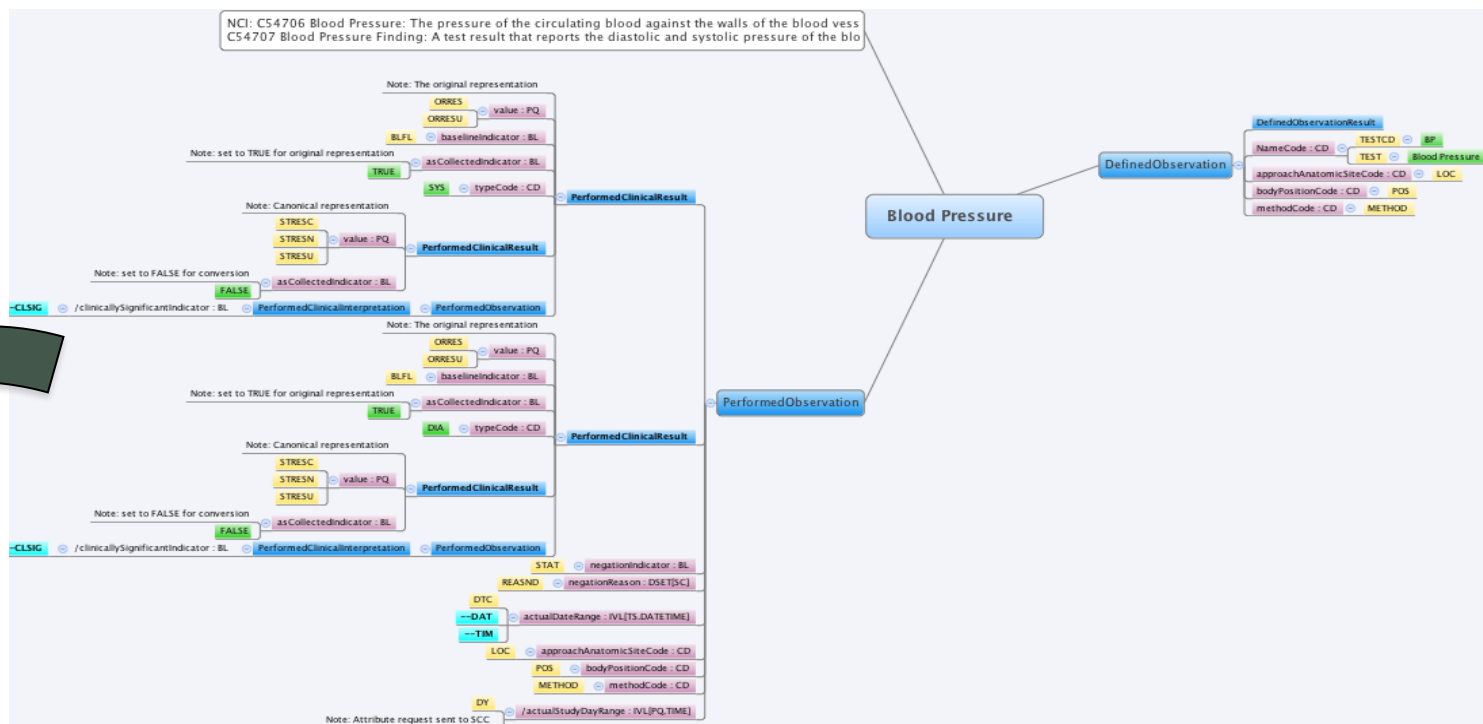 NCI: C54706 Blood Pressure: The pressure of the circulating blood against the walls of the blood vess
C54707 Blood Pressure Finding: A test result that reports the diastolic and systolic pressure of the blo
Blood Pressure
DefinedObservation
DefinedObservationResult
NameCode : CD
TESTCD
BP
TEST
Blood Pressure
approachAnatomicSiteCode : CD
LOC
bodyPositionCode : CD
POS
methodCode : CD
METHOD
PerformedObservation
PerformedClinicalResult
Note: The original representation
ORRES
value : PQ
ORRESU
BLFL
baselineIndicator : BL
Note: set to TRUE for original representation
asCollectedIndicator : BL
TRUE
SYS
typeCode : CD
Note: Canonical representation
STRESC
STRESN
value : PQ
STRESU
PerformedClinicalResult
Note: set to FALSE for conversion
asCollectedIndicator : BL
FALSE
-CLSIG
/clinicallySignificantIndicator : BL
PerformedClinicalInterpretation
PerformedObservation
PerformedClinicalResult
Note: The original representation
ORRES
value : PQ
ORRESU
BLFL
baselineIndicator : BL
Note: set to TRUE for original representation
asCollectedIndicator : BL
TRUE
DIA
typeCode : CD
Note: Canonical representation
STRESC
STRESN
value : PQ
STRESU
PerformedClinicalResult
Note: set to FALSE for conversion
asCollectedIndicator : BL
FALSE
-CLSIG
/clinicallySignificantIndicator : BL
PerformedClinicalInterpretation
PerformedObservation
STAT
negationIndicator : BL
REASND
negationReason : DSET[SC]
DTC
--DAT
actualDateRange : IVL[TS.DATETIME]
--TIM
LOC
approachAnatomicSiteCode : CD
POS
bodyPositionCode : CD
METHOD
methodCode : CD
DY
/actualStudyDayRange : IVL[PQ.TIME]
Note: Attribute request sent to SCC